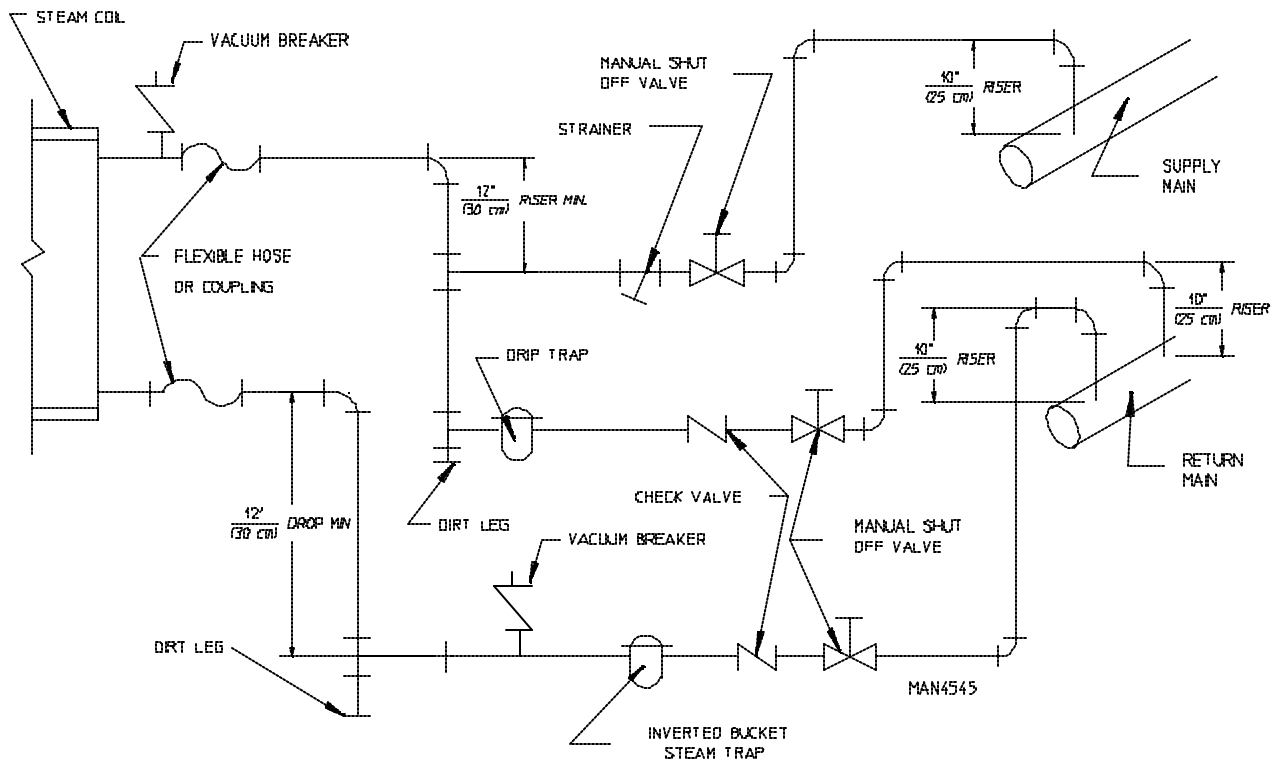 STEAM COIL
VACUUM BREAKER
MANUAL SHUT
OFF VALVE
10"
(25 cm) RISER
STRAINER
SUPPLY
MAIN
12"
(30 cm) RISER MIN.
FLEXIBLE HOSE
OR COUPLING
10"
(25 cm) RISER
10"
(25 cm) RISER
DRIP TRAP
RETURN
MAIN
CHECK VALVE
12'
(30 cm) DROP MIN
DIRT LEG
MANUAL SHUT
OFF VALVE
VACUUM BREAKER
DIRT LEG
MAN4545
INVERTED BUCKET
STEAM TRAP